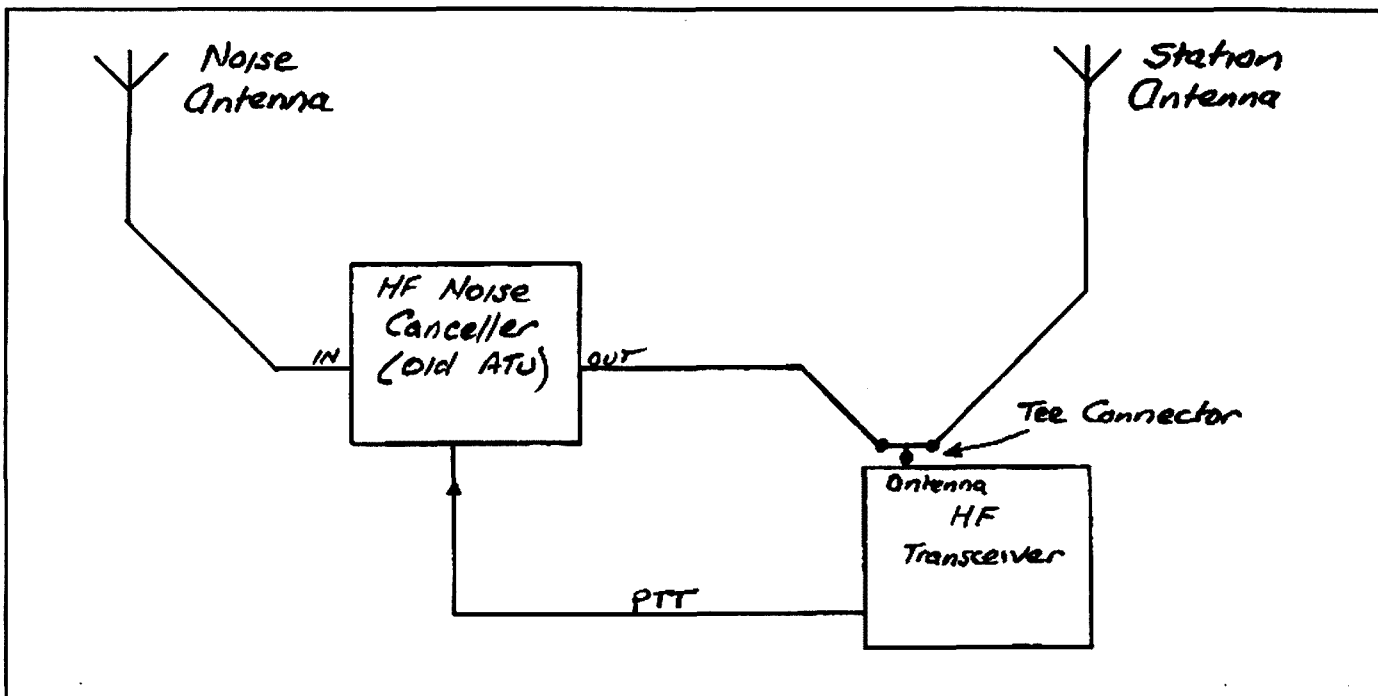 Noise
Antenna
Station
Antenna
HF Noise
Canceller
(Old ATU)
IN
OUT
Tee Connector
Antenna
HF
Transceiver
PTT